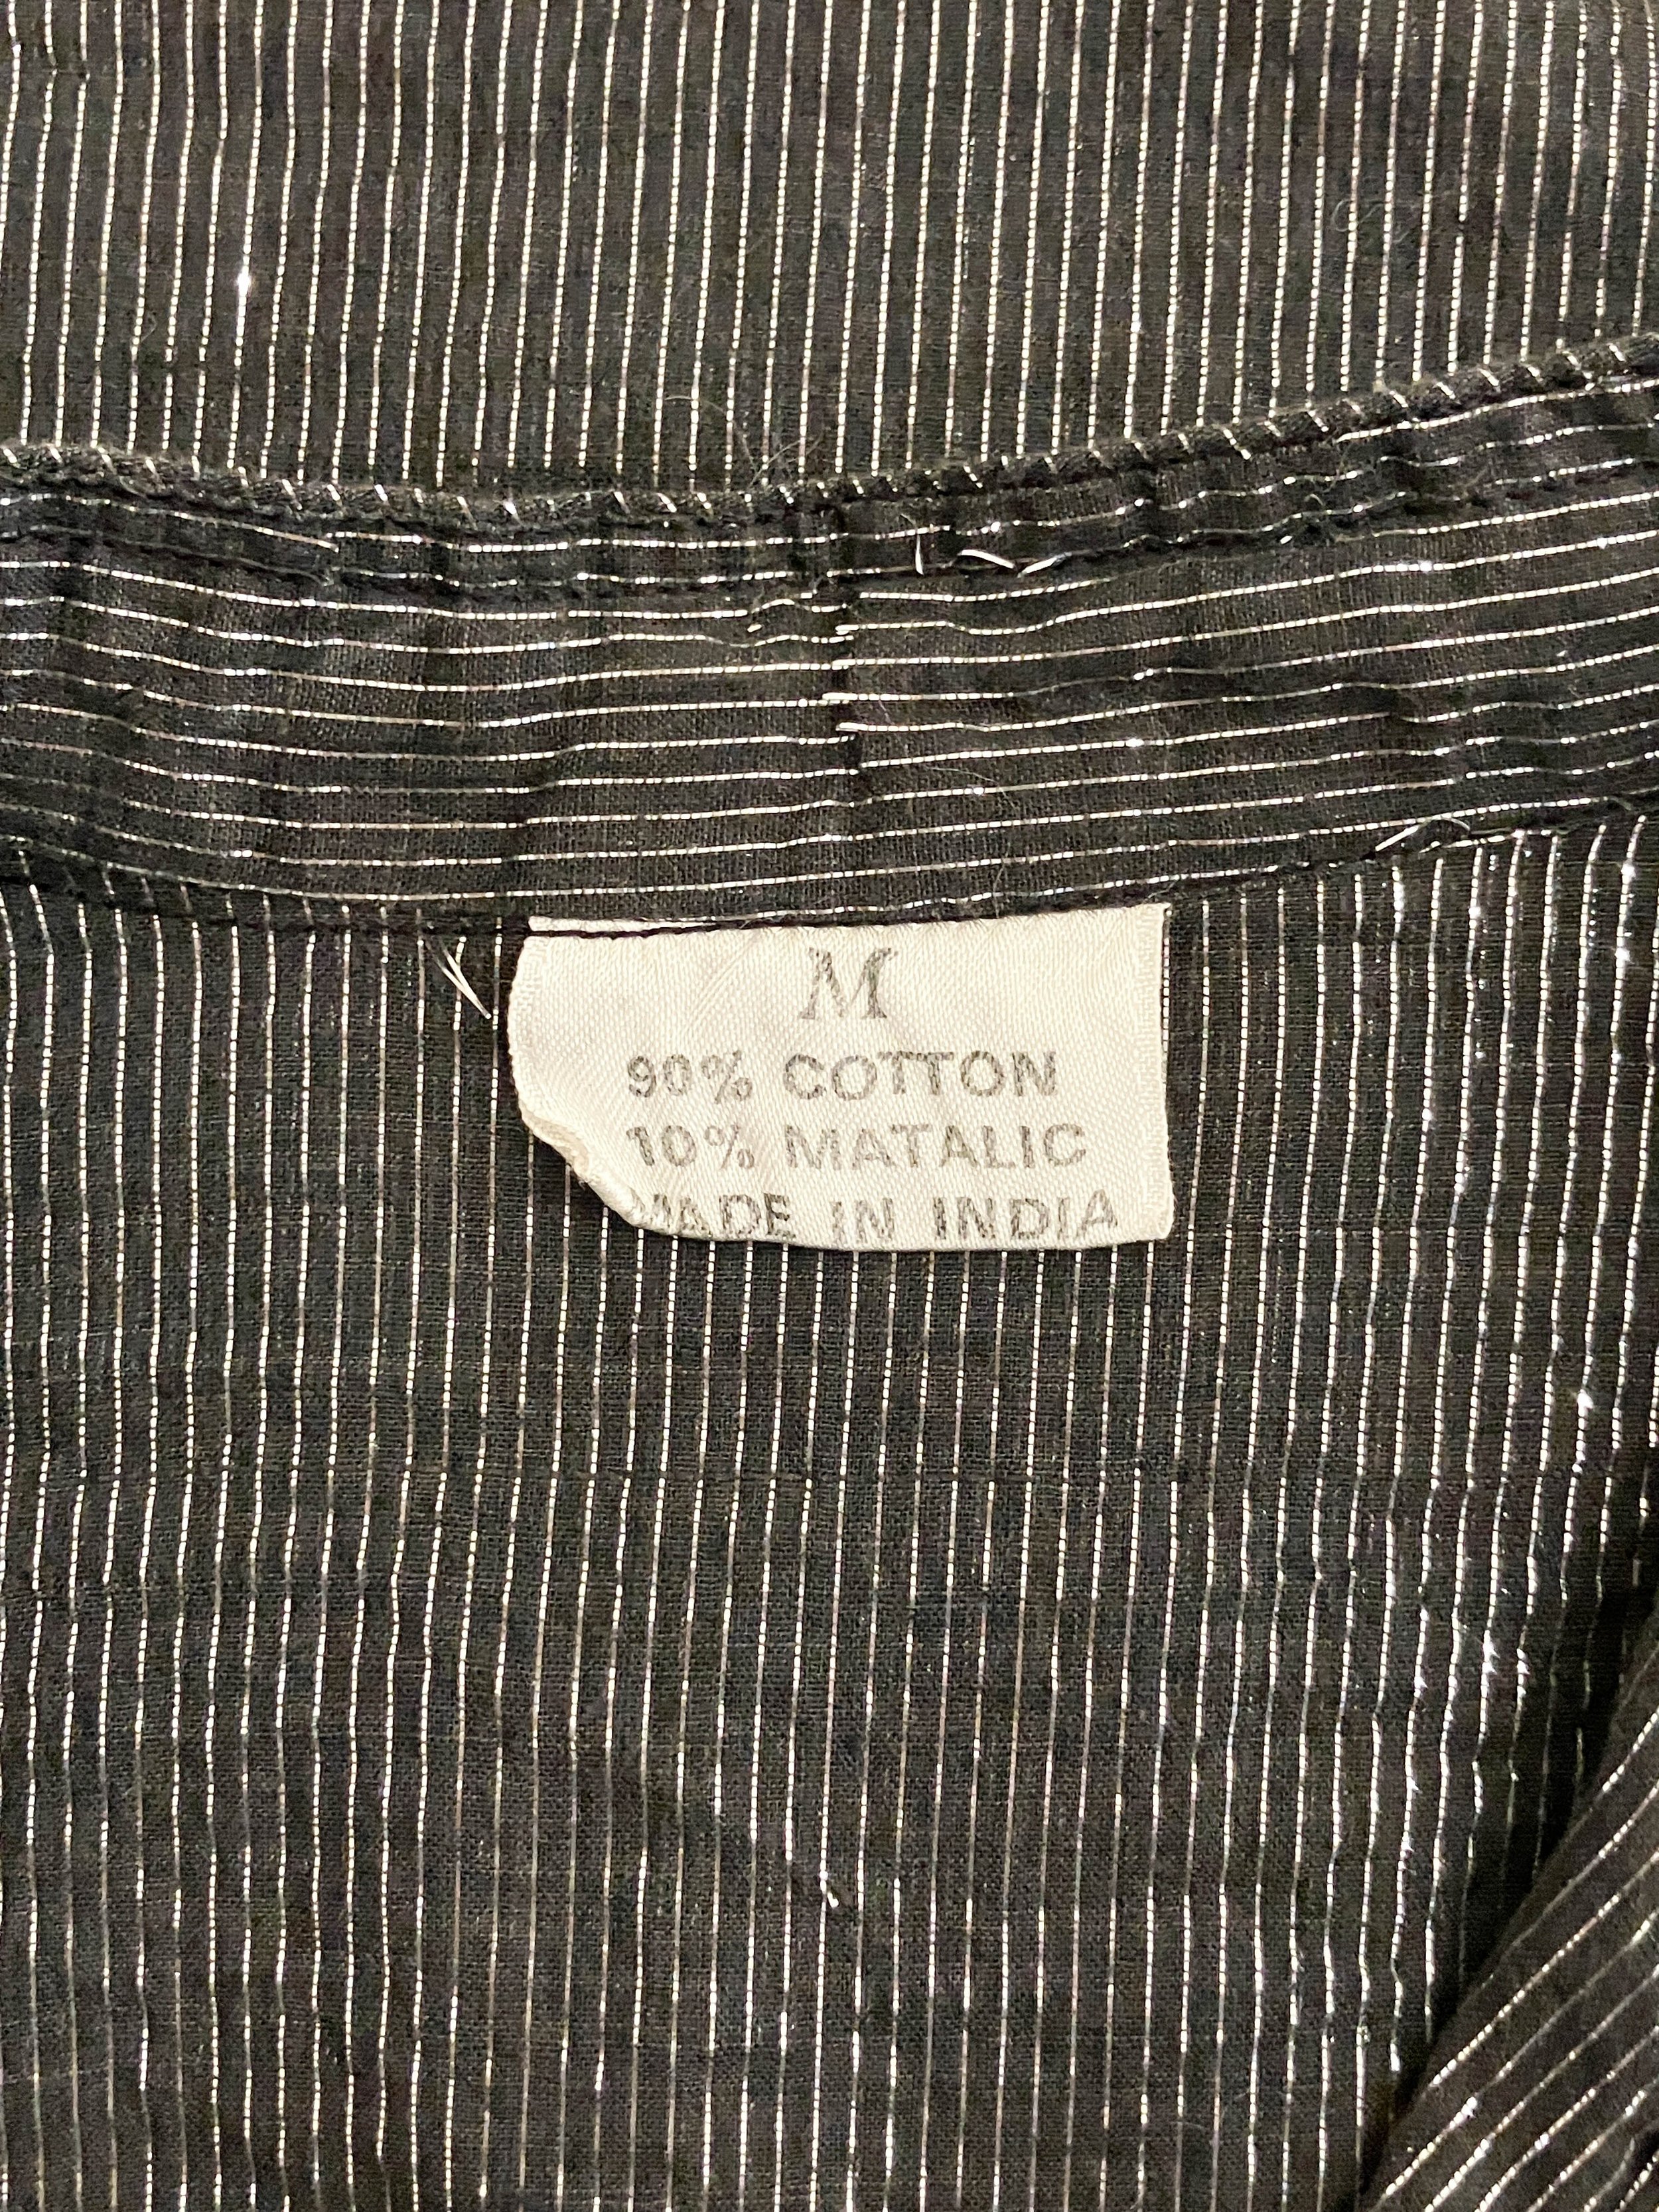 M
90% COTTON
10% MATALIC
MADE IN INDIA